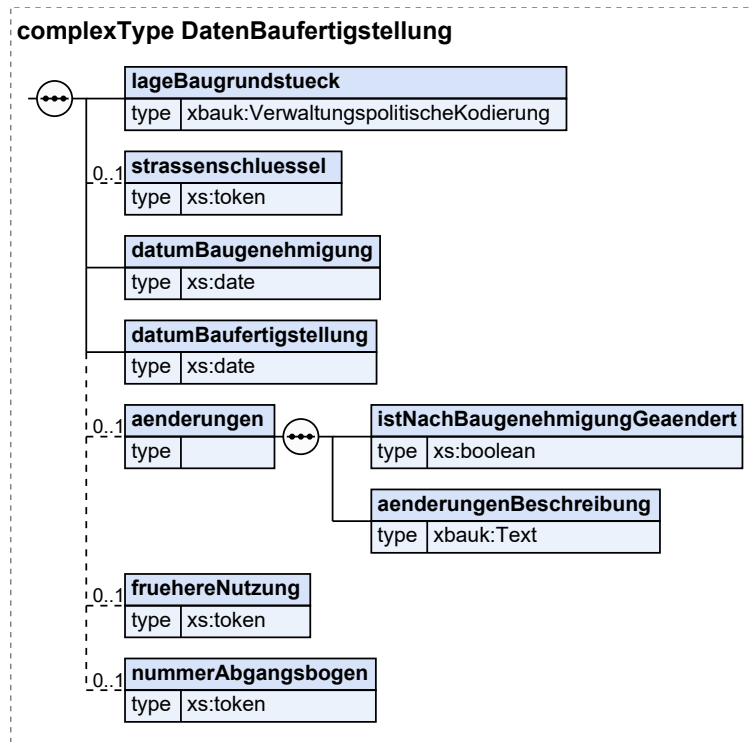 complexType DatenBaufertigstellung
lageBaugrundstueck
type xbauk:VerwaltungspolitischeKodierung
0..1
strassenschluessel
type xs:token
datumBaugenehmigung
type xs:date
datumBaufertigstellung
type xs:date
0..1
aenderungen
type
istNachBaugenehmigungGeaendert
type xs:boolean
aenderungenBeschreibung
type xbauk:Text
0..1
fruehereNutzung
type xs:token
0..1
nummerAbgangsbogen
type xs:token